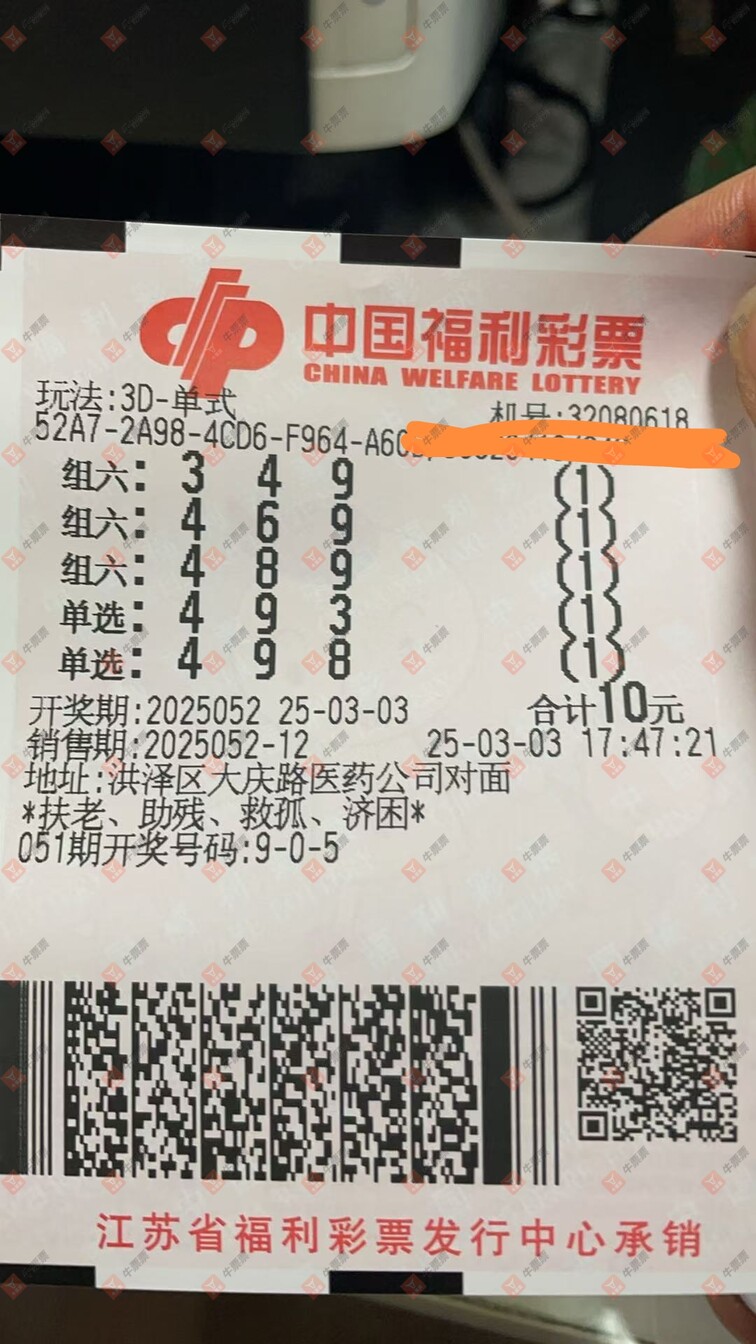 中国福利彩票
CHINA WELFARE LOTTERY
玩法:3D-单式 机号:32080618
52A7-2A98-4CD6-F964-A60
组六: 3 4 9 (1)
组六: 4 6 9 (1)
组六: 4 8 9 (1)
单选: 4 9 3 (1)
单选: 4 9 8 (1)
开奖期:2025052 25-03-03 合计10元
销售期:2025052-12 25-03-03 17:47:21
地址:洪泽区大庆路医药公司对面
*扶老、助残、救孤、济困*
051期开奖号码:9-0-5
江苏省福利彩票发行中心承销